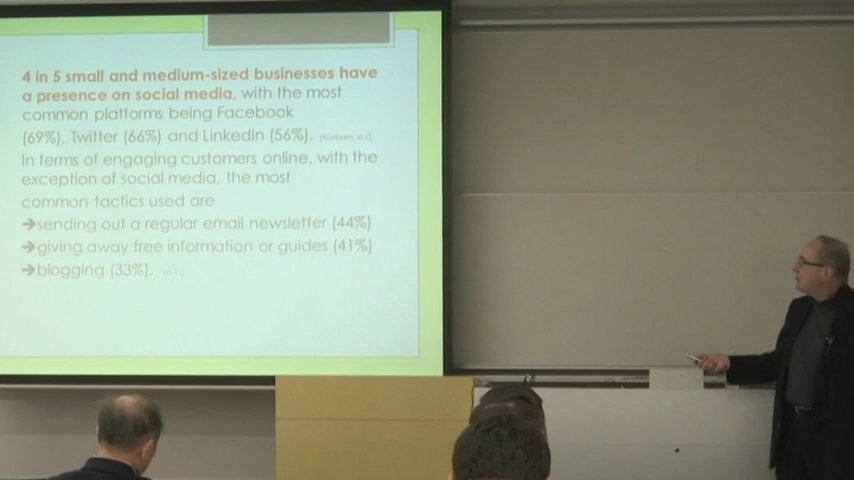 4 in 5 small and medium-sized businesses have
a presence on social media, with the most
common platforms being Facebook
(69%), Twitter (66%) and LinkedIn (56%).
In terms of engaging customers online, with the
exception of social media, the most
common tactics used are
➔sending out a regular email newsletter (44%)
➔giving away free information or guides (41%)
➔blogging (33%).